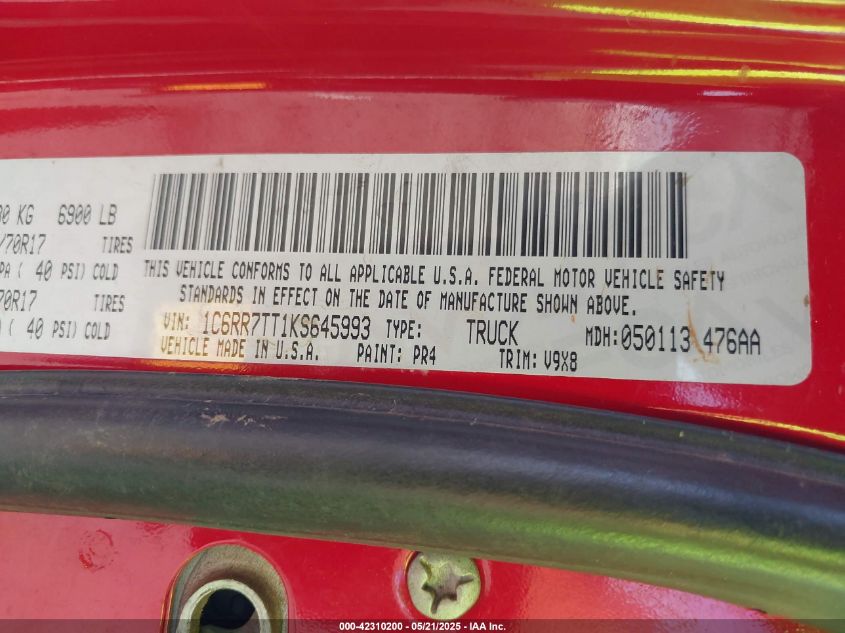 0 KG 6900 LB
/70R17 TIRES
PA ( 40 PSI) COLD
70R17 TIRES
( 40 PSI) COLD
THIS VEHICLE CONFORMS TO ALL APPLICABLE U.S.A. FEDERAL MOTOR VEHICLE SAFETY
STANDARDS IN EFFECT ON THE DATE OF MANUFACTURE SHOWN ABOVE.
VIN: 1C6RR7TT1KS645993 TYPE: TRUCK MDH:050113 476AA
VEHICLE MADE IN U.S.A. PAINT: PR4 TRIM: V9X8
000-42310200 — 05/21/2025 — IAA Inc.